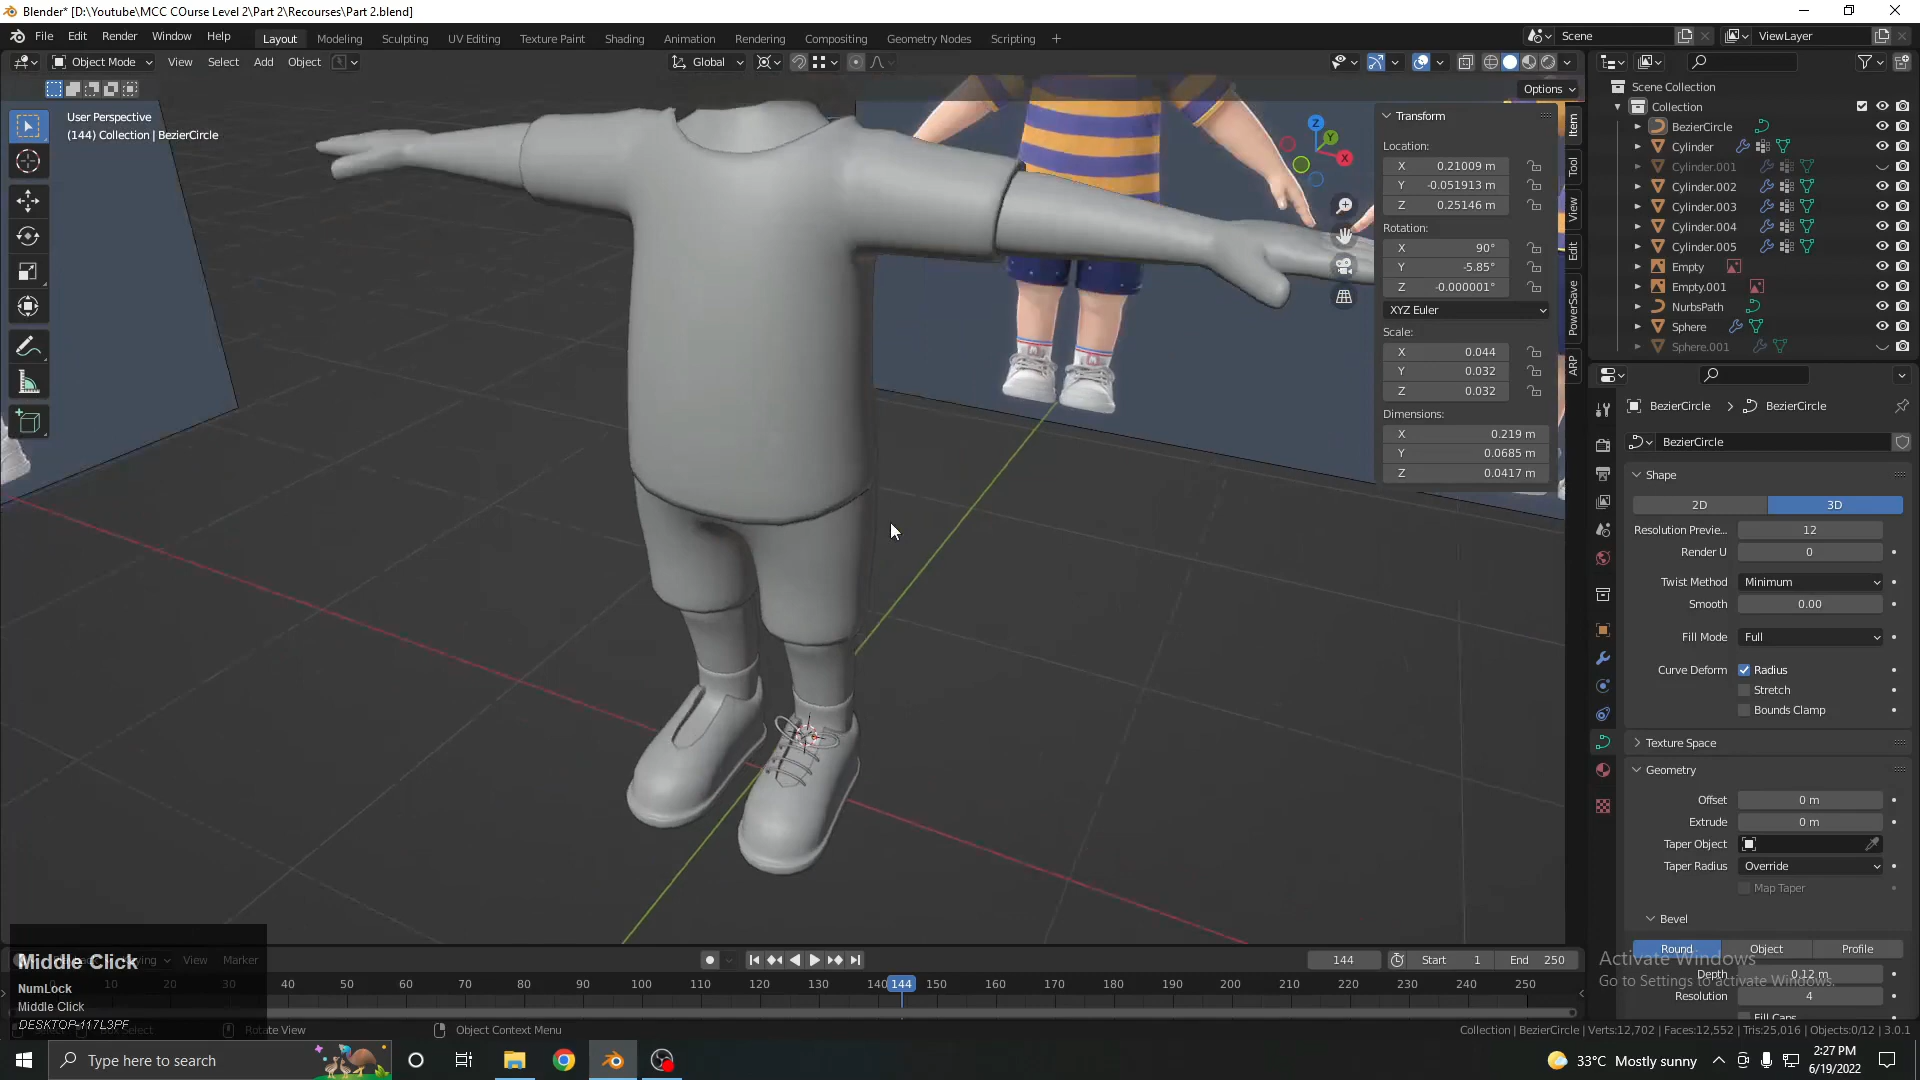 Blender* [D:\Youtube\MCC COurse Level 2\Part 2\Recourses\Part 2.blend]
File Edit Render Window Help
Layout Modeling Sculpting UV Editing Texture Paint Shading Animation Rendering Compositing Geometry Nodes Scripting
Scene ViewLayer
Object Mode View Select Add Object Global
Options
User Perspective
(144) Collection | BezierCircle
Transform
Location:
X 0.21009 m
Y -0.051913 m
Z 0.25146 m
Rotation:
X 90°
Y -5.85°
Z -0.000001°
XYZ Euler
Scale:
X 0.044
Y 0.032
Z 0.032
Dimensions:
X 0.219 m
Y 0.0685 m
Z 0.0417 m
Item
Tool
View
Edit
PowerSave
ARP
X
Y
Z
Scene Collection
Collection
BezierCircle
Cylinder
Cylinder.001
Cylinder.002
Cylinder.003
Cylinder.004
Cylinder.005
Empty
Empty.001
NurbsPath
Sphere
Sphere.001
BezierCircle BezierCircle
BezierCircle
Shape
2D 3D
Resolution Previe... 12
Render U 0
Twist Method Minimum
Smooth 0.00
Fill Mode Full
Curve Deform Radius
Stretch
Bounds Clamp
Texture Space
Geometry
Offset 0 m
Extrude 0 m
Taper Object
Taper Radius Override
Map Taper
Bevel
Round Object Profile
Depth 0.12 m
Resolution 4
Fill Caps
Activate Windows
Go to Settings to activate Windows.
Middle Click
NumLock
Middle Click
DESKTOP-117L3PF
View Marker
144 Start 1 End 250
40 50 60 70 80 90 100 110 120 130 140 144 150 160 170 180 190 200 210 220 230 240 250
Rotate View Object Context Menu
Collection | BezierCircle | Verts:12,702 | Faces:12,552 | Tris:25,016 | Objects:0/12 | 3.0.1
Type here to search
33°C Mostly sunny
2:27 PM
6/19/2022